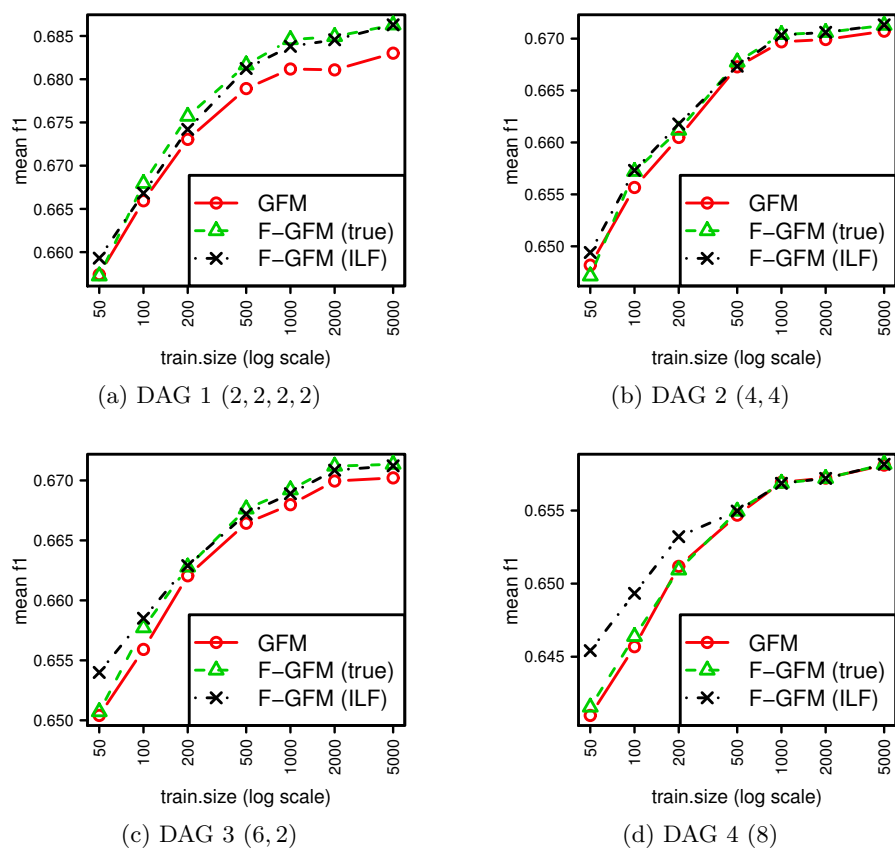 0.685
0.680
0.675
0.670
0.665
0.660
mean f1
GFM
F−GFM (true)
F−GFM (ILF)
50
100
200
500
1000
2000
5000
train.size (log scale)
(a) DAG 1 (2, 2, 2, 2)
0.670
0.665
0.660
0.655
0.650
mean f1
GFM
F−GFM (true)
F−GFM (ILF)
50
100
200
500
1000
2000
5000
train.size (log scale)
(b) DAG 2 (4, 4)
0.670
0.665
0.660
0.655
0.650
mean f1
GFM
F−GFM (true)
F−GFM (ILF)
50
100
200
500
1000
2000
5000
train.size (log scale)
(c) DAG 3 (6, 2)
0.655
0.650
0.645
mean f1
GFM
F−GFM (true)
F−GFM (ILF)
50
100
200
500
1000
2000
5000
train.size (log scale)
(d) DAG 4 (8)